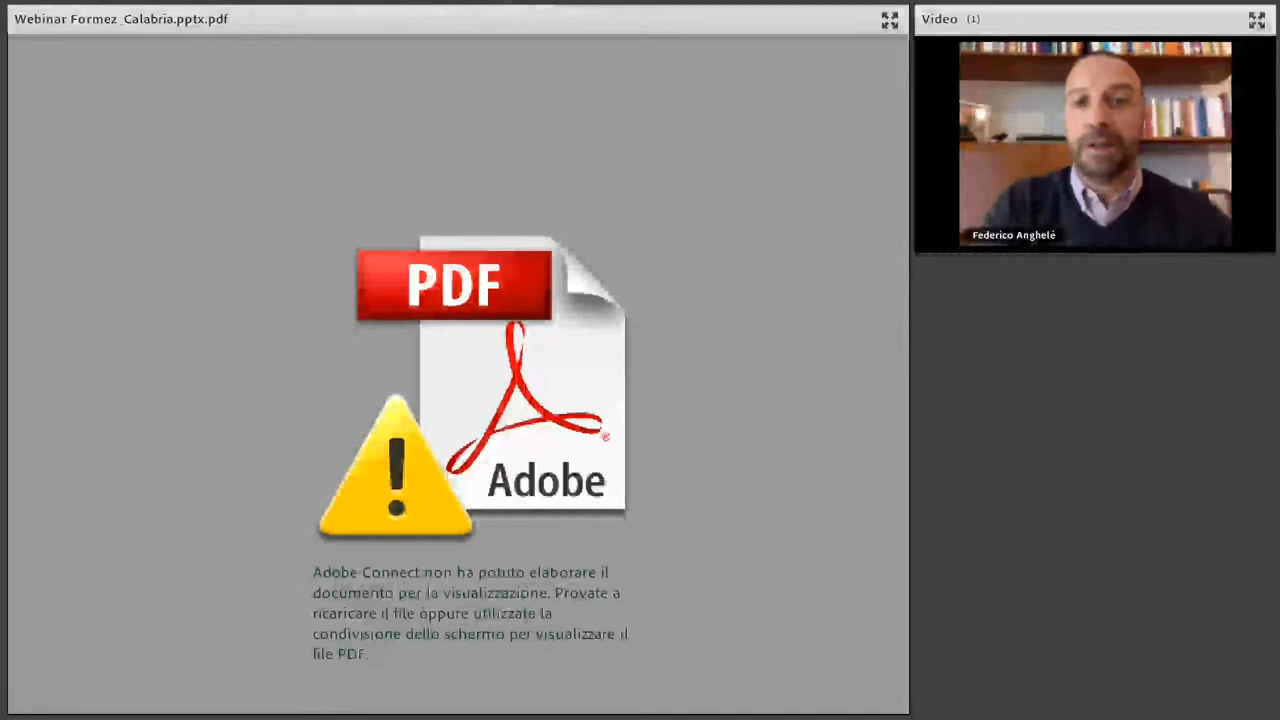 Webinar Formez_Calabria.pptx.pdf
Video (1)
Federico Anghelé
PDF
Adobe
Adobe Connect non ha potuto elaborare il
documento per la visualizzazione. Provate a
ricaricare il file oppure utilizzate la
condivisione dello schermo per visualizzare il
file PDF.